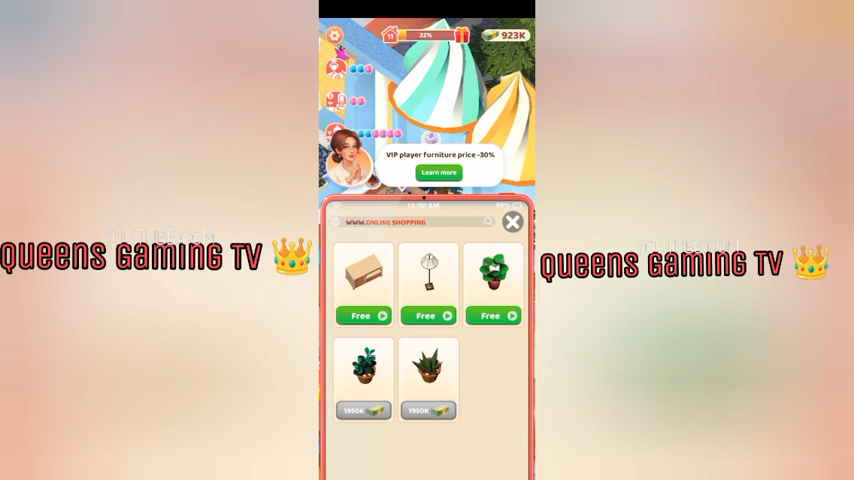 11
22%
923K
VIP player furniture price -30%
Learn more
10:00 AM
99%
WWW.ONLINE SHOPPING
Free
Free
Free
1950K
1950K
Queens Gaming TV 👑
Queens Gaming TV 👑